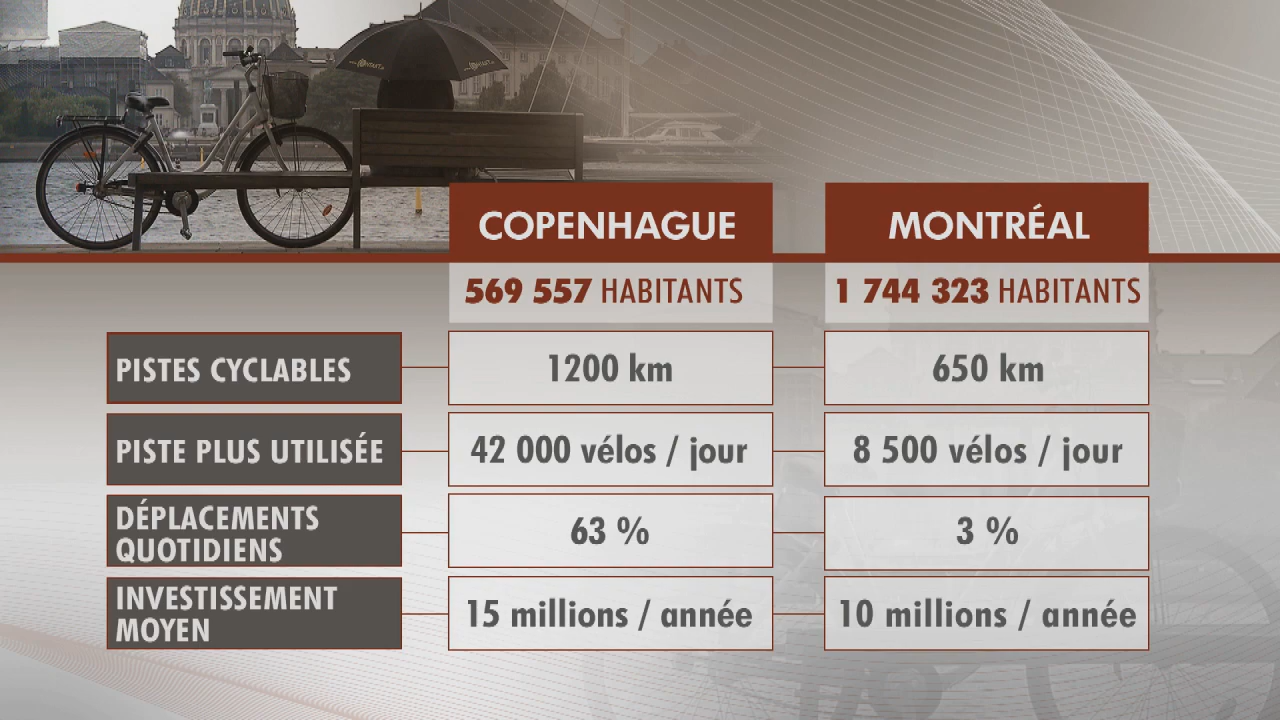 COPENHAGUE MONTRÉAL
569 557 HABITANTS 1 744 323 HABITANTS
PISTES CYCLABLES 1200 km 650 km
PISTE PLUS UTILISÉE 42 000 vélos / jour 8 500 vélos / jour
DÉPLACEMENTS
QUOTIDIENS 63 % 3 %
INVESTISSEMENT
MOYEN 15 millions / année 10 millions / année